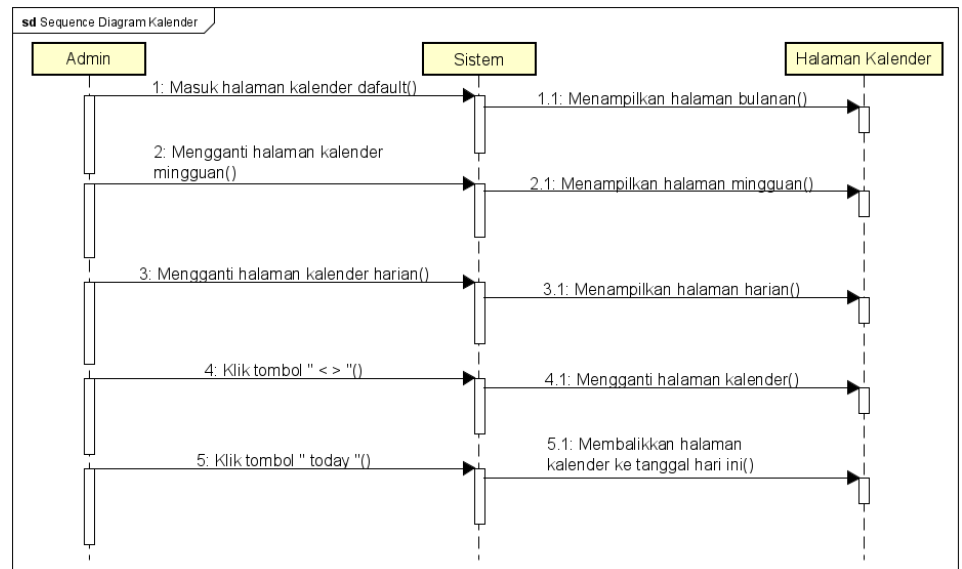 sd Sequence Diagram Kalender
Admin
Sistem
Halaman Kalender
1: Masuk halaman kalender dafault()
1.1: Menampilkan halaman bulanan()
2: Mengganti halaman kalender
mingguan()
2.1: Menampilkan halaman mingguan()
3: Mengganti halaman kalender harian()
3.1: Menampilkan halaman harian()
4: Klik tombol " < > "()
4.1: Mengganti halaman kalender()
5: Klik tombol " today "()
5.1: Membalikkan halaman
kalender ke tanggal hari ini()